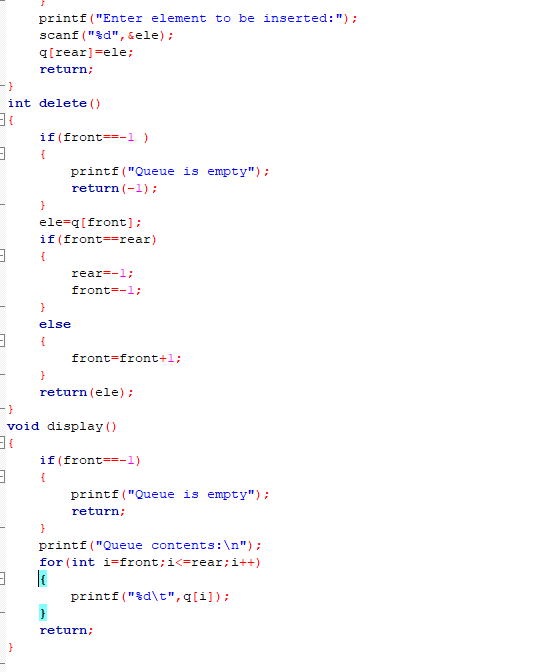 }
    printf("Enter element to be inserted:");
    scanf("%d",&ele);
    q[rear]=ele;
    return;
}
int delete()
{
    if(front==-1 )
    {
        printf("Queue is empty");
        return(-1);
    }
    ele=q[front];
    if(front==rear)
    {
        rear=-1;
        front=-1;
    }
    else
    {
        front=front+1;
    }
    return(ele);
}
void display()
{
    if(front==-1)
    {
        printf("Queue is empty");
        return;
    }
    printf("Queue contents:\n");
    for(int i=front;i<=rear;i++)
    {
        printf("%d\t",q[i]);
    }
    return;
}